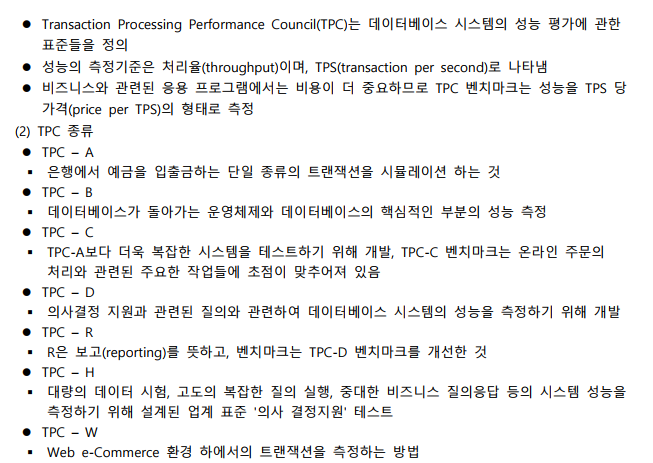 ● Transaction Processing Performance Council(TPC)는 데이터베이스 시스템의 성능 평가에 관한
표준들을 정의
● 성능의 측정기준은 처리율(throughput)이며, TPS(transaction per second)로 나타냄
● 비즈니스와 관련된 응용 프로그램에서는 비용이 더 중요하므로 TPC 벤치마크는 성능을 TPS 당
가격(price per TPS)의 형태로 측정
(2) TPC 종류
● TPC – A
▪ 은행에서 예금을 입출금하는 단일 종류의 트랜잭션을 시뮬레이션 하는 것
● TPC – B
▪ 데이터베이스가 돌아가는 운영체제와 데이터베이스의 핵심적인 부분의 성능 측정
● TPC – C
▪ TPC-A보다 더욱 복잡한 시스템을 테스트하기 위해 개발, TPC-C 벤치마크는 온라인 주문의
처리와 관련된 주요한 작업들에 초점이 맞추어져 있음
● TPC – D
▪ 의사결정 지원과 관련된 질의와 관련하여 데이터베이스 시스템의 성능을 측정하기 위해 개발
● TPC – R
▪ R은 보고(reporting)를 뜻하고, 벤치마크는 TPC-D 벤치마크를 개선한 것
● TPC – H
▪ 대량의 데이터 시험, 고도의 복잡한 질의 실행, 중대한 비즈니스 질의응답 등의 시스템 성능을
측정하기 위해 설계된 업계 표준 '의사 결정지원' 테스트
● TPC – W
▪ Web e-Commerce 환경 하에서의 트랜잭션을 측정하는 방법